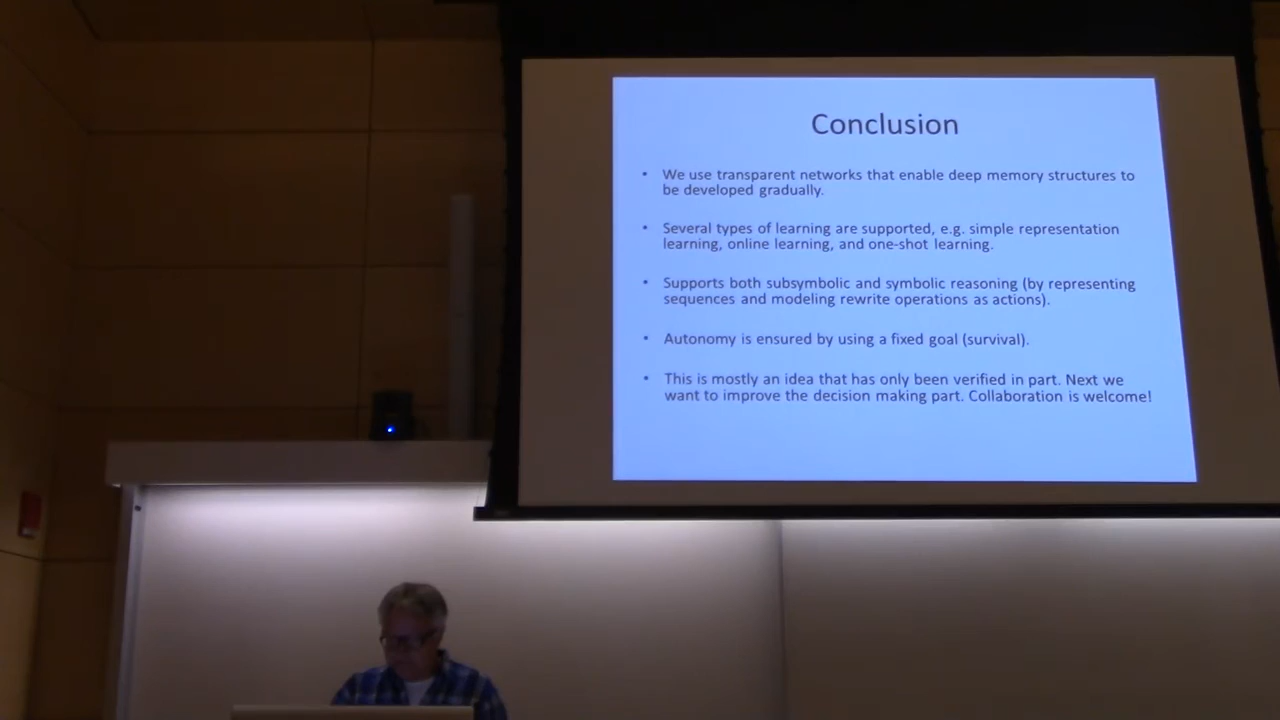 Conclusion
• We use transparent networks that enable deep memory structures to
be developed gradually.
• Several types of learning are supported, e.g. simple representation
learning, online learning, and one-shot learning.
• Supports both subsymbolic and symbolic reasoning (by representing
sequences and modeling rewrite operations as actions).
• Autonomy is ensured by using a fixed goal (survival).
• This is mostly an idea that has only been verified in part. Next we
want to improve the decision making part. Collaboration is welcome!